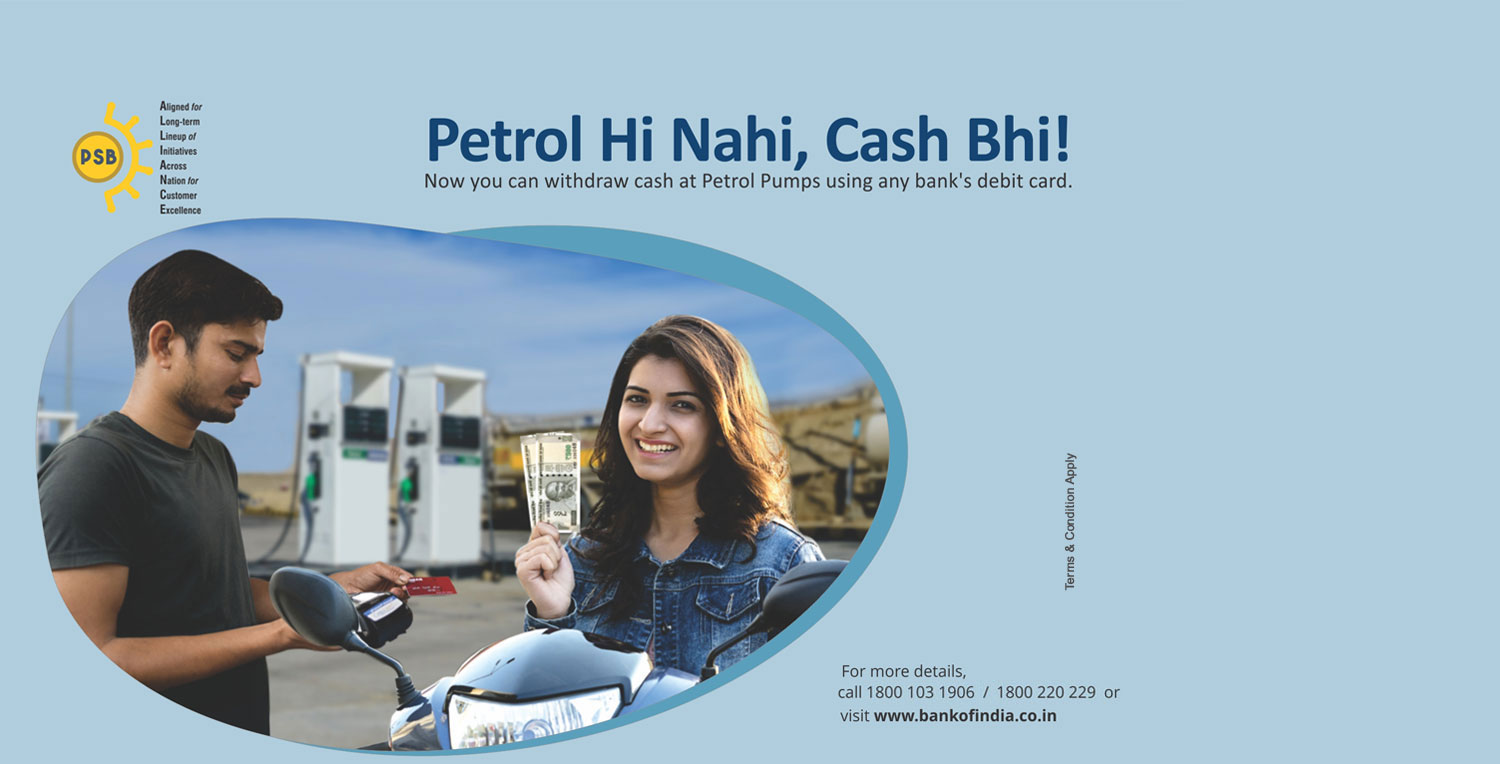 PSB
Aligned for
Long-term
Lineup of
Initiatives
Across
Nation for
Customer
Excellence
Petrol Hi Nahi, Cash Bhi!
Now you can withdraw cash at Petrol Pumps using any bank's debit card.
Terms & Condition Apply
For more details,
call 1800 103 1906 / 1800 220 229 or
visit www.bankofindia.co.in